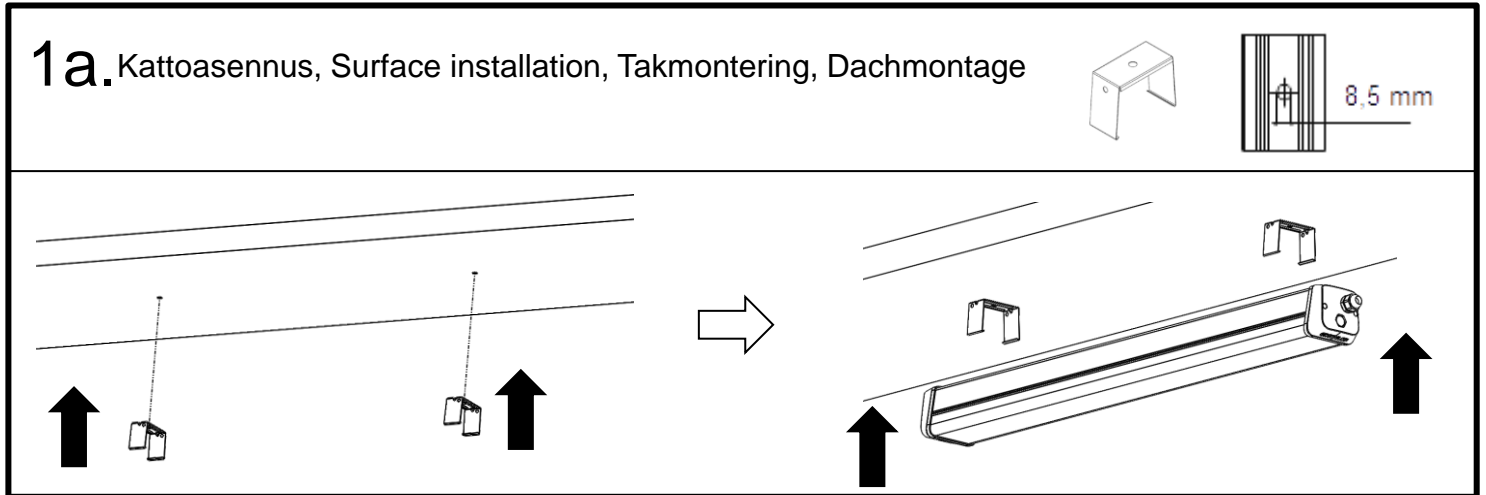 1a. Kattoasennus, Surface installation, Takmontering, Dachmontage
8,5 mm